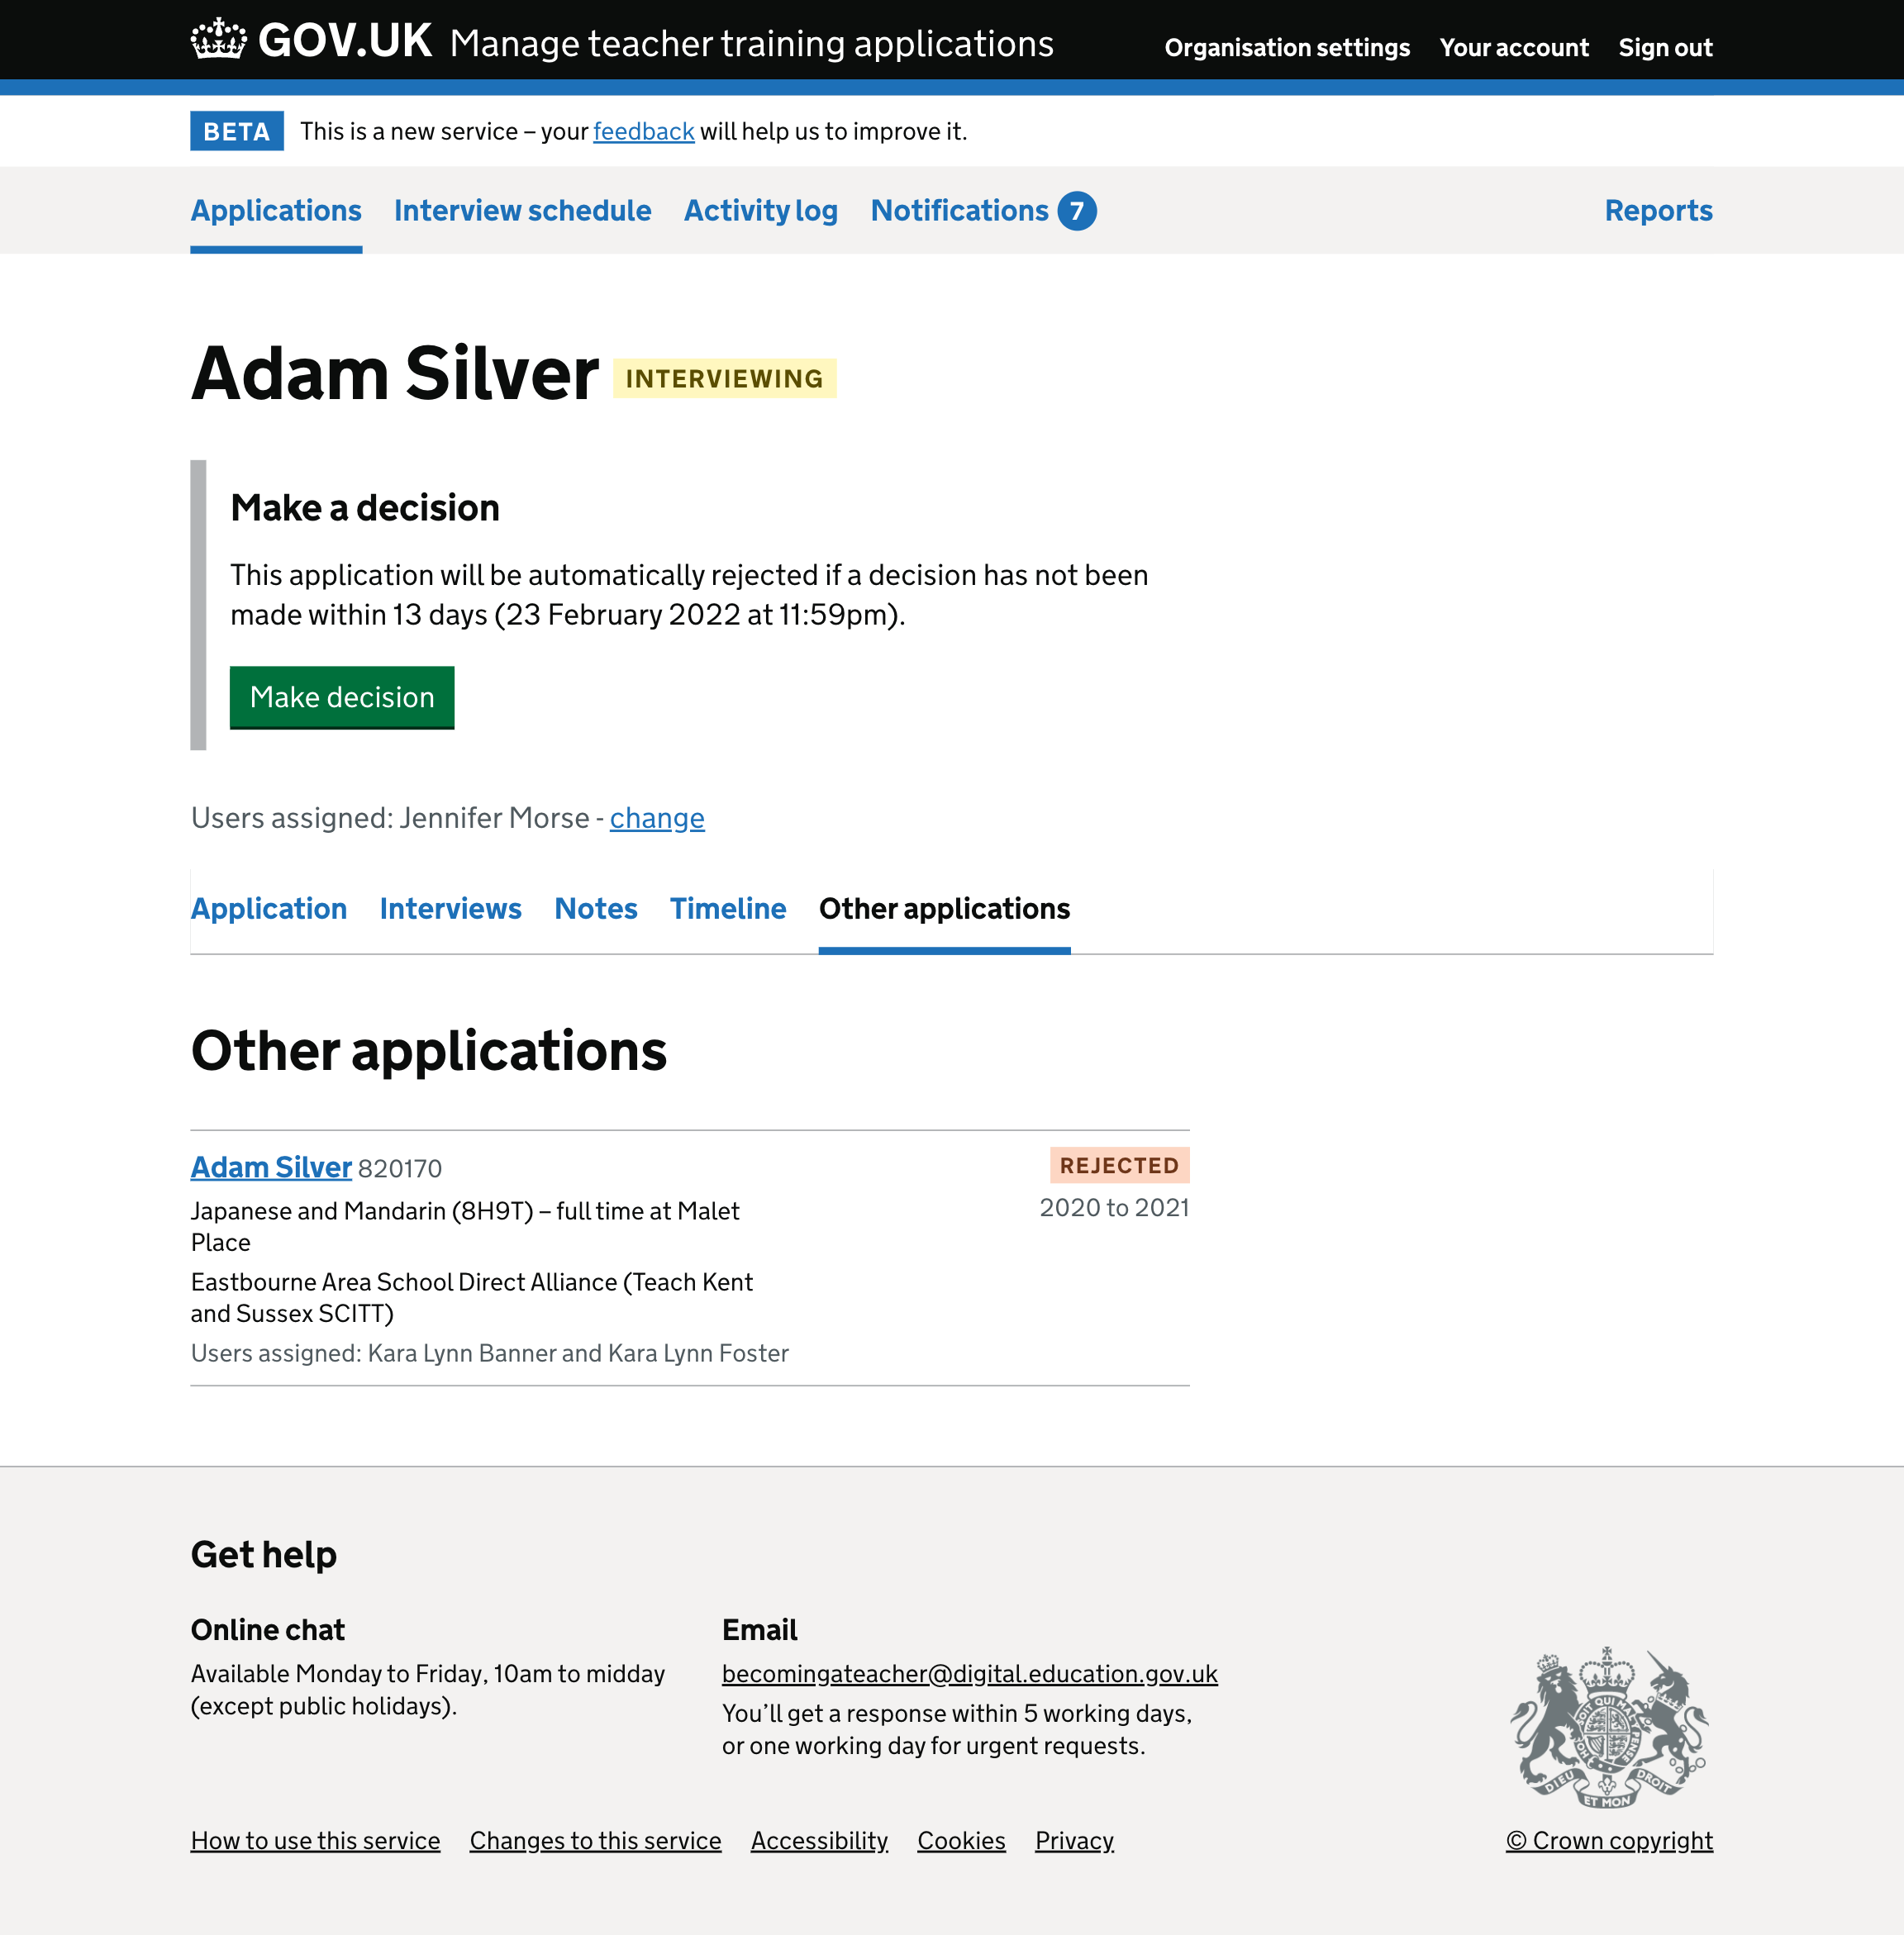 GOV.UK Manage teacher training applications Organisation settings Your account Sign out
BETA This is a new service – your feedback will help us to improve it.
Applications Interview schedule Activity log Notifications 7 Reports
Adam Silver INTERVIEWING
Make a decision
This application will be automatically rejected if a decision has not been
made within 13 days (23 February 2022 at 11:59pm).
Make decision
Users assigned: Jennifer Morse - change
Application Interviews Notes Timeline Other applications
Other applications
Adam Silver 820170 REJECTED
2020 to 2021
Japanese and Mandarin (8H9T) – full time at Malet
Place
Eastbourne Area School Direct Alliance (Teach Kent
and Sussex SCITT)
Users assigned: Kara Lynn Banner and Kara Lynn Foster
Get help
Online chat
Available Monday to Friday, 10am to midday
(except public holidays).
Email
becomingateacher@digital.education.gov.uk
You’ll get a response within 5 working days,
or one working day for urgent requests.
DIEU ET MON DROIT
How to use this service Changes to this service Accessibility Cookies Privacy © Crown copyright